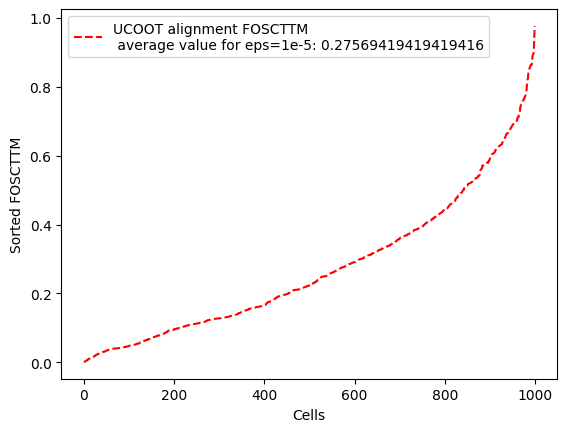 UCOOT alignment FOSCTTM
average value for eps=1e-5: 0.27569419419419416
1.0
0.8
0.6
0.4
0.2
0.0
Sorted FOSCTTM
0 200 400 600 800 1000
Cells